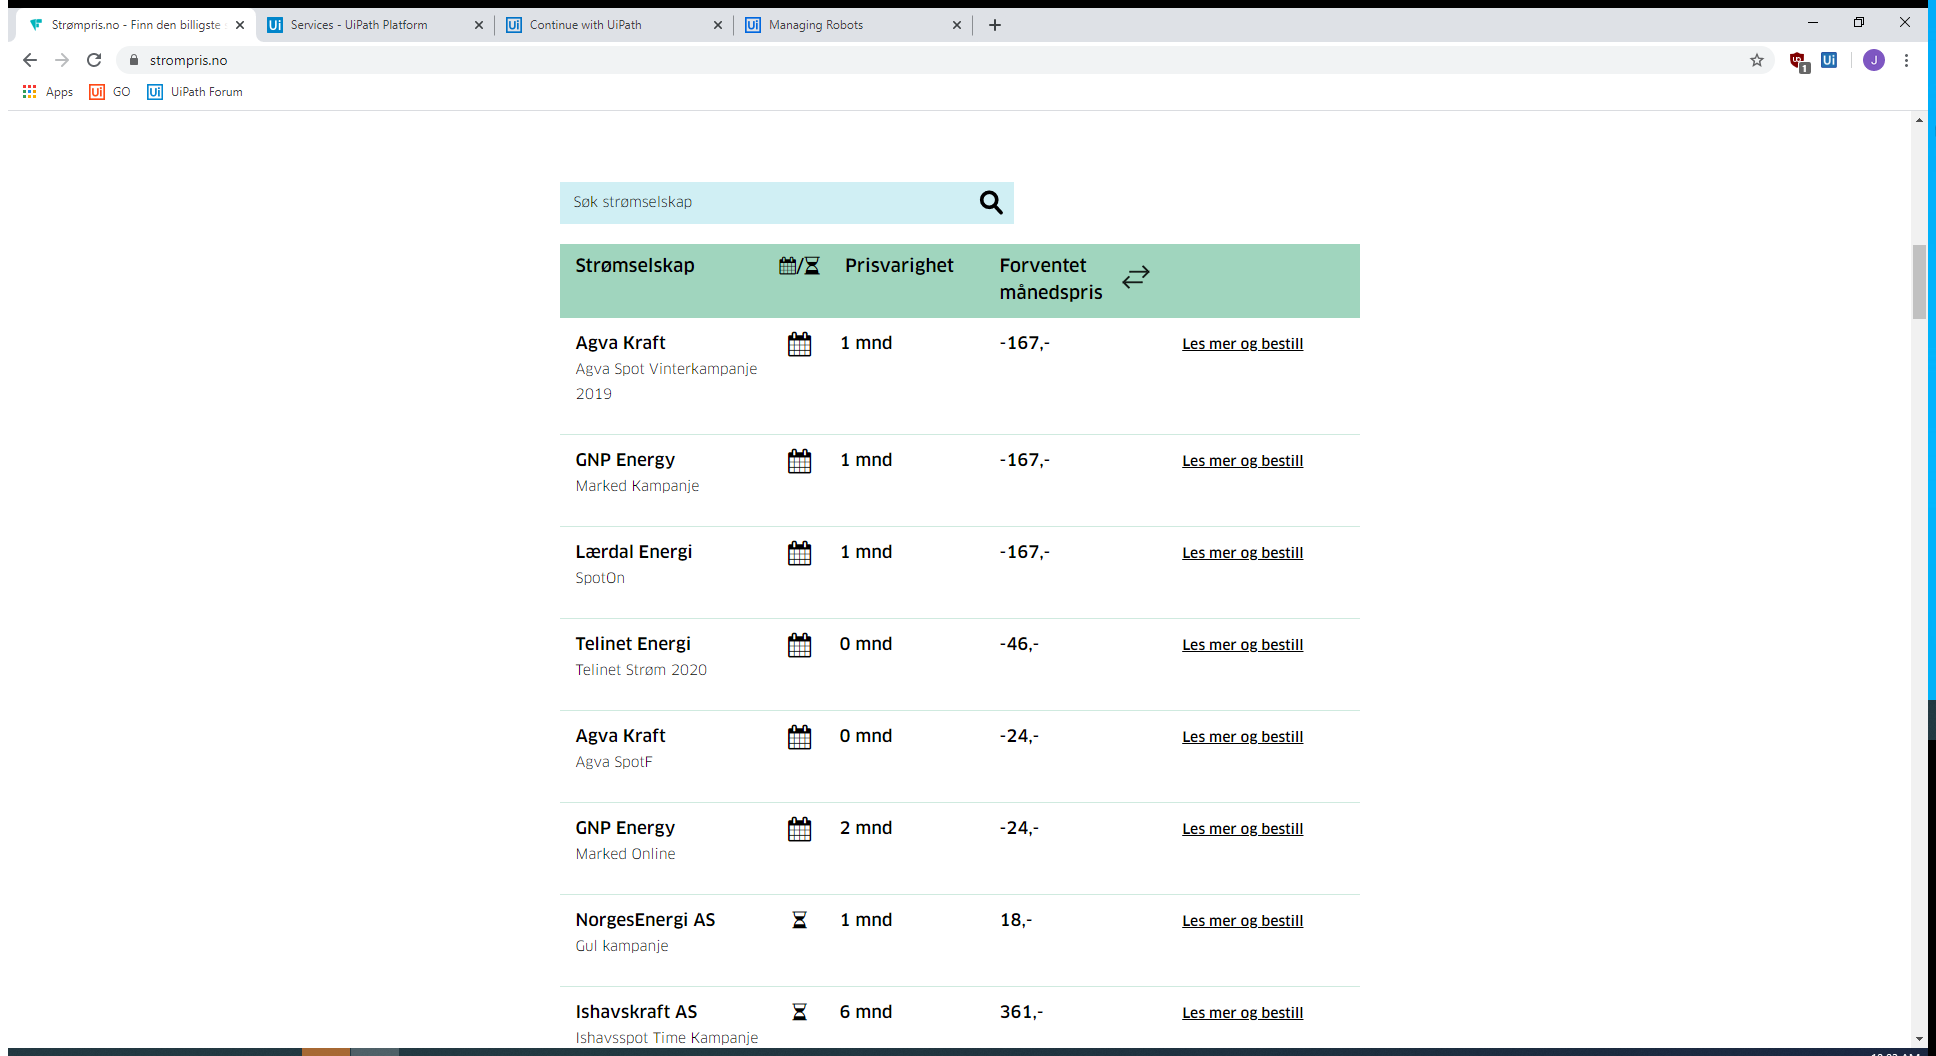 Strømpris.no - Finn den billigste
Services - UiPath Platform
Continue with UiPath
Managing Robots
strompris.no
1
Ui
J
Apps
Ui GO
Ui UiPath Forum
Søk strømselskap
Strømselskap / Prisvarighet Forventet
månedspris
Agva Kraft 1 mnd -167,- Les mer og bestill
Agva Spot Vinterkampanje
2019
GNP Energy 1 mnd -167,- Les mer og bestill
Marked Kampanje
Lærdal Energi 1 mnd -167,- Les mer og bestill
SpotOn
Telinet Energi 0 mnd -46,- Les mer og bestill
Telinet Strøm 2020
Agva Kraft 0 mnd -24,- Les mer og bestill
Agva SpotF
GNP Energy 2 mnd -24,- Les mer og bestill
Marked Online
NorgesEnergi AS 1 mnd 18,- Les mer og bestill
Gul kampanje
Ishavskraft AS 6 mnd 361,- Les mer og bestill
Ishavsspot Time Kampanje